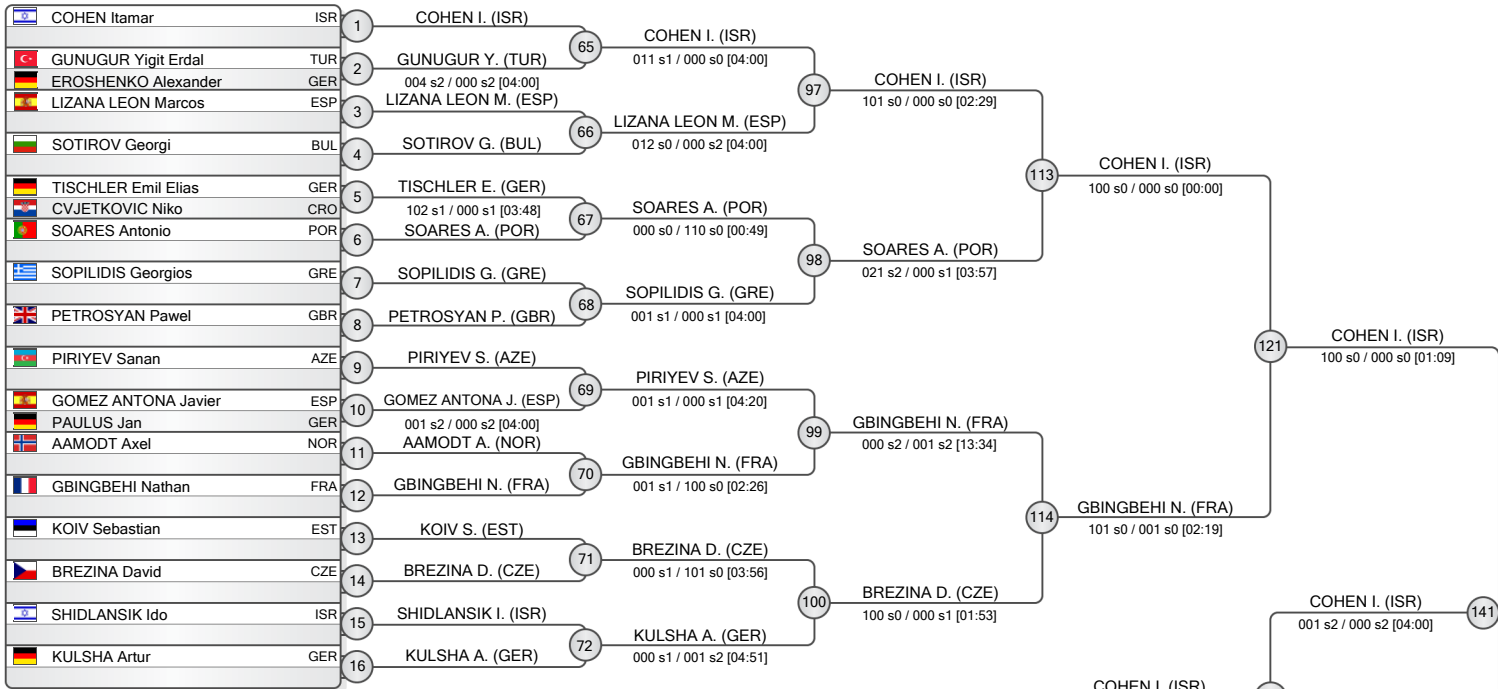 COHEN Itamar ISR
GUNUGUR Yigit Erdal TUR
EROSHENKO Alexander GER
LIZANA LEON Marcos ESP
SOTIROV Georgi BUL
TISCHLER Emil Elias GER
CVJETKOVIC Niko CRO
SOARES Antonio POR
SOPILIDIS Georgios GRE
PETROSYAN Pawel GBR
PIRIYEV Sanan AZE
GOMEZ ANTONA Javier ESP
PAULUS Jan GER
AAMODT Axel NOR
GBINGBEHI Nathan FRA
KOIV Sebastian EST
BREZINA David CZE
SHIDLANSIK Ido ISR
KULSHA Artur GER
1
2
3
4
5
6
7
8
9
10
11
12
13
14
15
16
COHEN I. (ISR)
GUNUGUR Y. (TUR)
004 s2 / 000 s2 [04:00]
LIZANA LEON M. (ESP)
SOTIROV G. (BUL)
TISCHLER E. (GER)
102 s1 / 000 s1 [03:48]
SOARES A. (POR)
SOPILIDIS G. (GRE)
PETROSYAN P. (GBR)
PIRIYEV S. (AZE)
GOMEZ ANTONA J. (ESP)
001 s2 / 000 s2 [04:00]
AAMODT A. (NOR)
GBINGBEHI N. (FRA)
KOIV S. (EST)
BREZINA D. (CZE)
SHIDLANSIK I. (ISR)
KULSHA A. (GER)
65
66
67
68
69
70
71
72
COHEN I. (ISR)
011 s1 / 000 s0 [04:00]
LIZANA LEON M. (ESP)
012 s0 / 000 s2 [04:00]
SOARES A. (POR)
000 s0 / 110 s0 [00:49]
SOPILIDIS G. (GRE)
001 s1 / 000 s1 [04:00]
PIRIYEV S. (AZE)
001 s1 / 000 s1 [04:20]
GBINGBEHI N. (FRA)
001 s1 / 100 s0 [02:26]
BREZINA D. (CZE)
000 s1 / 101 s0 [03:56]
KULSHA A. (GER)
000 s1 / 001 s2 [04:51]
97
98
99
100
COHEN I. (ISR)
101 s0 / 000 s0 [02:29]
SOARES A. (POR)
021 s2 / 000 s1 [03:57]
GBINGBEHI N. (FRA)
000 s2 / 001 s2 [13:34]
BREZINA D. (CZE)
100 s0 / 000 s1 [01:53]
113
114
COHEN I. (ISR)
100 s0 / 000 s0 [00:00]
GBINGBEHI N. (FRA)
101 s0 / 001 s0 [02:19]
121
COHEN I. (ISR)
100 s0 / 000 s0 [01:09]
COHEN I. (ISR)
001 s2 / 000 s2 [04:00]
141
COHEN I. (ISR)